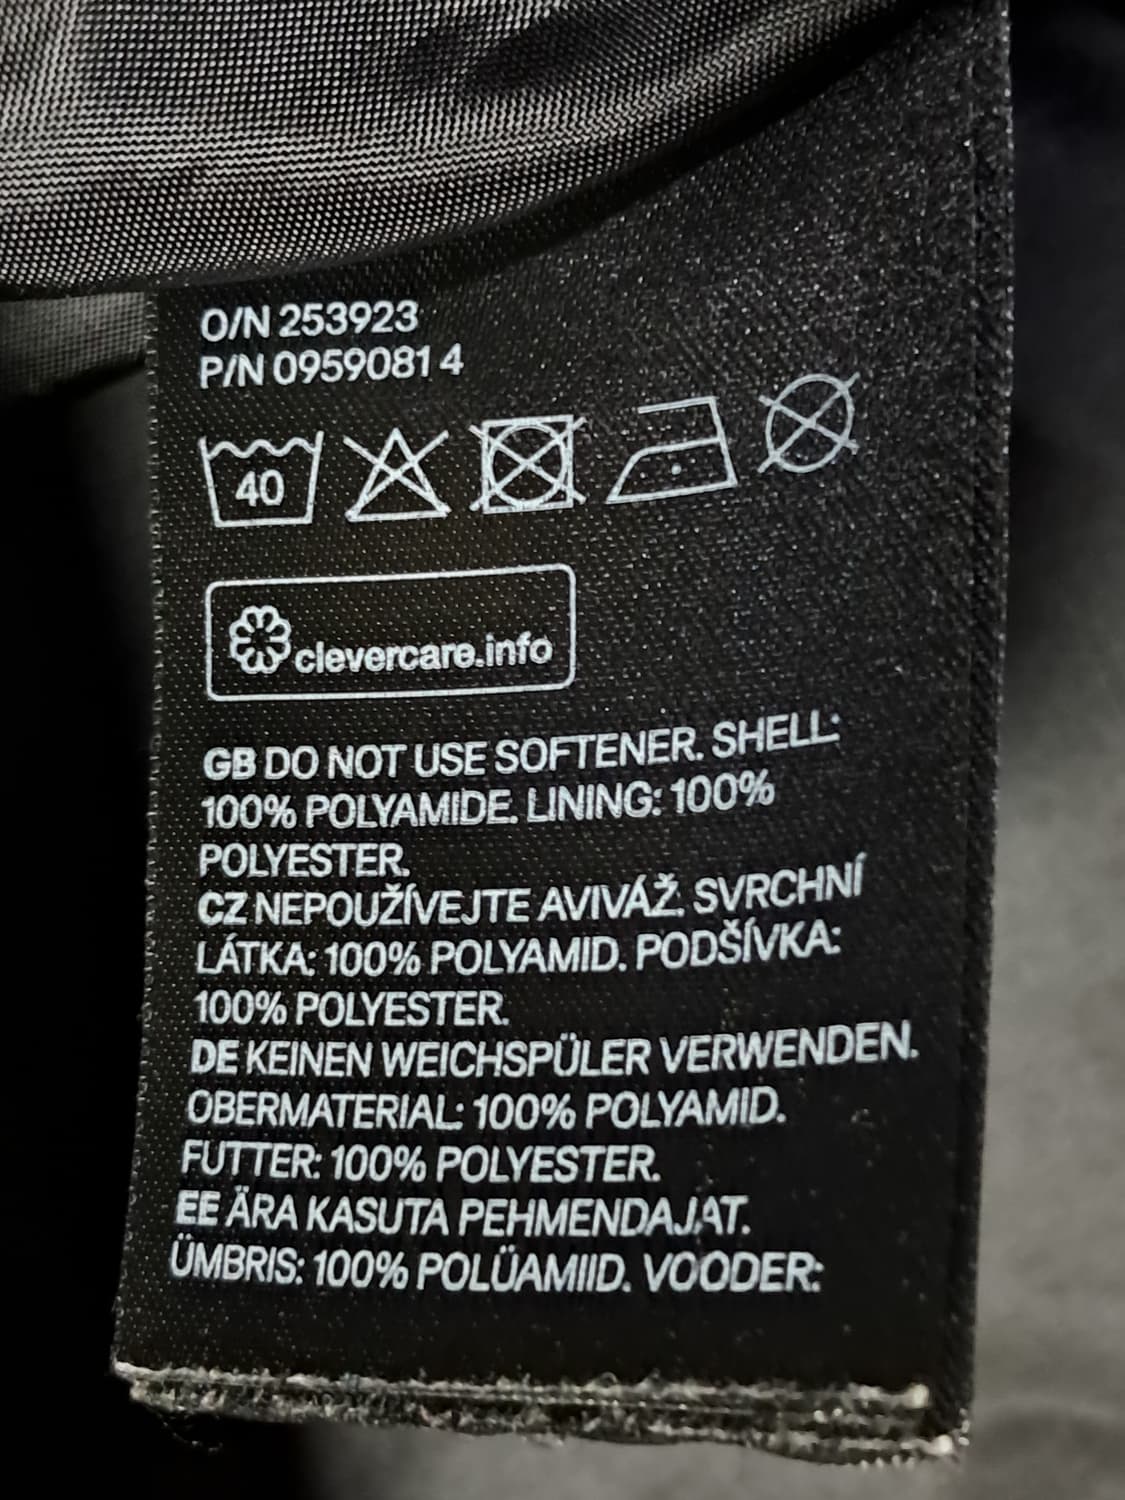 O/N 253923
P/N 0959081 4
40
clevercare.info
GB DO NOT USE SOFTENER. SHELL:
100% POLYAMIDE. LINING: 100%
POLYESTER.
CZ NEPOUŽÍVEJTE AVIVÁŽ. SVRCHNÍ
LÁTKA: 100% POLYAMID. PODŠÍVKA:
100% POLYESTER.
DE KEINEN WEICHSPÜLER VERWENDEN.
OBERMATERIAL: 100% POLYAMID.
FUTTER: 100% POLYESTER.
EE ÄRA KASUTA PEHMENDAJAT.
ÜMBRIS: 100% POLÜAMIID. VOODER: